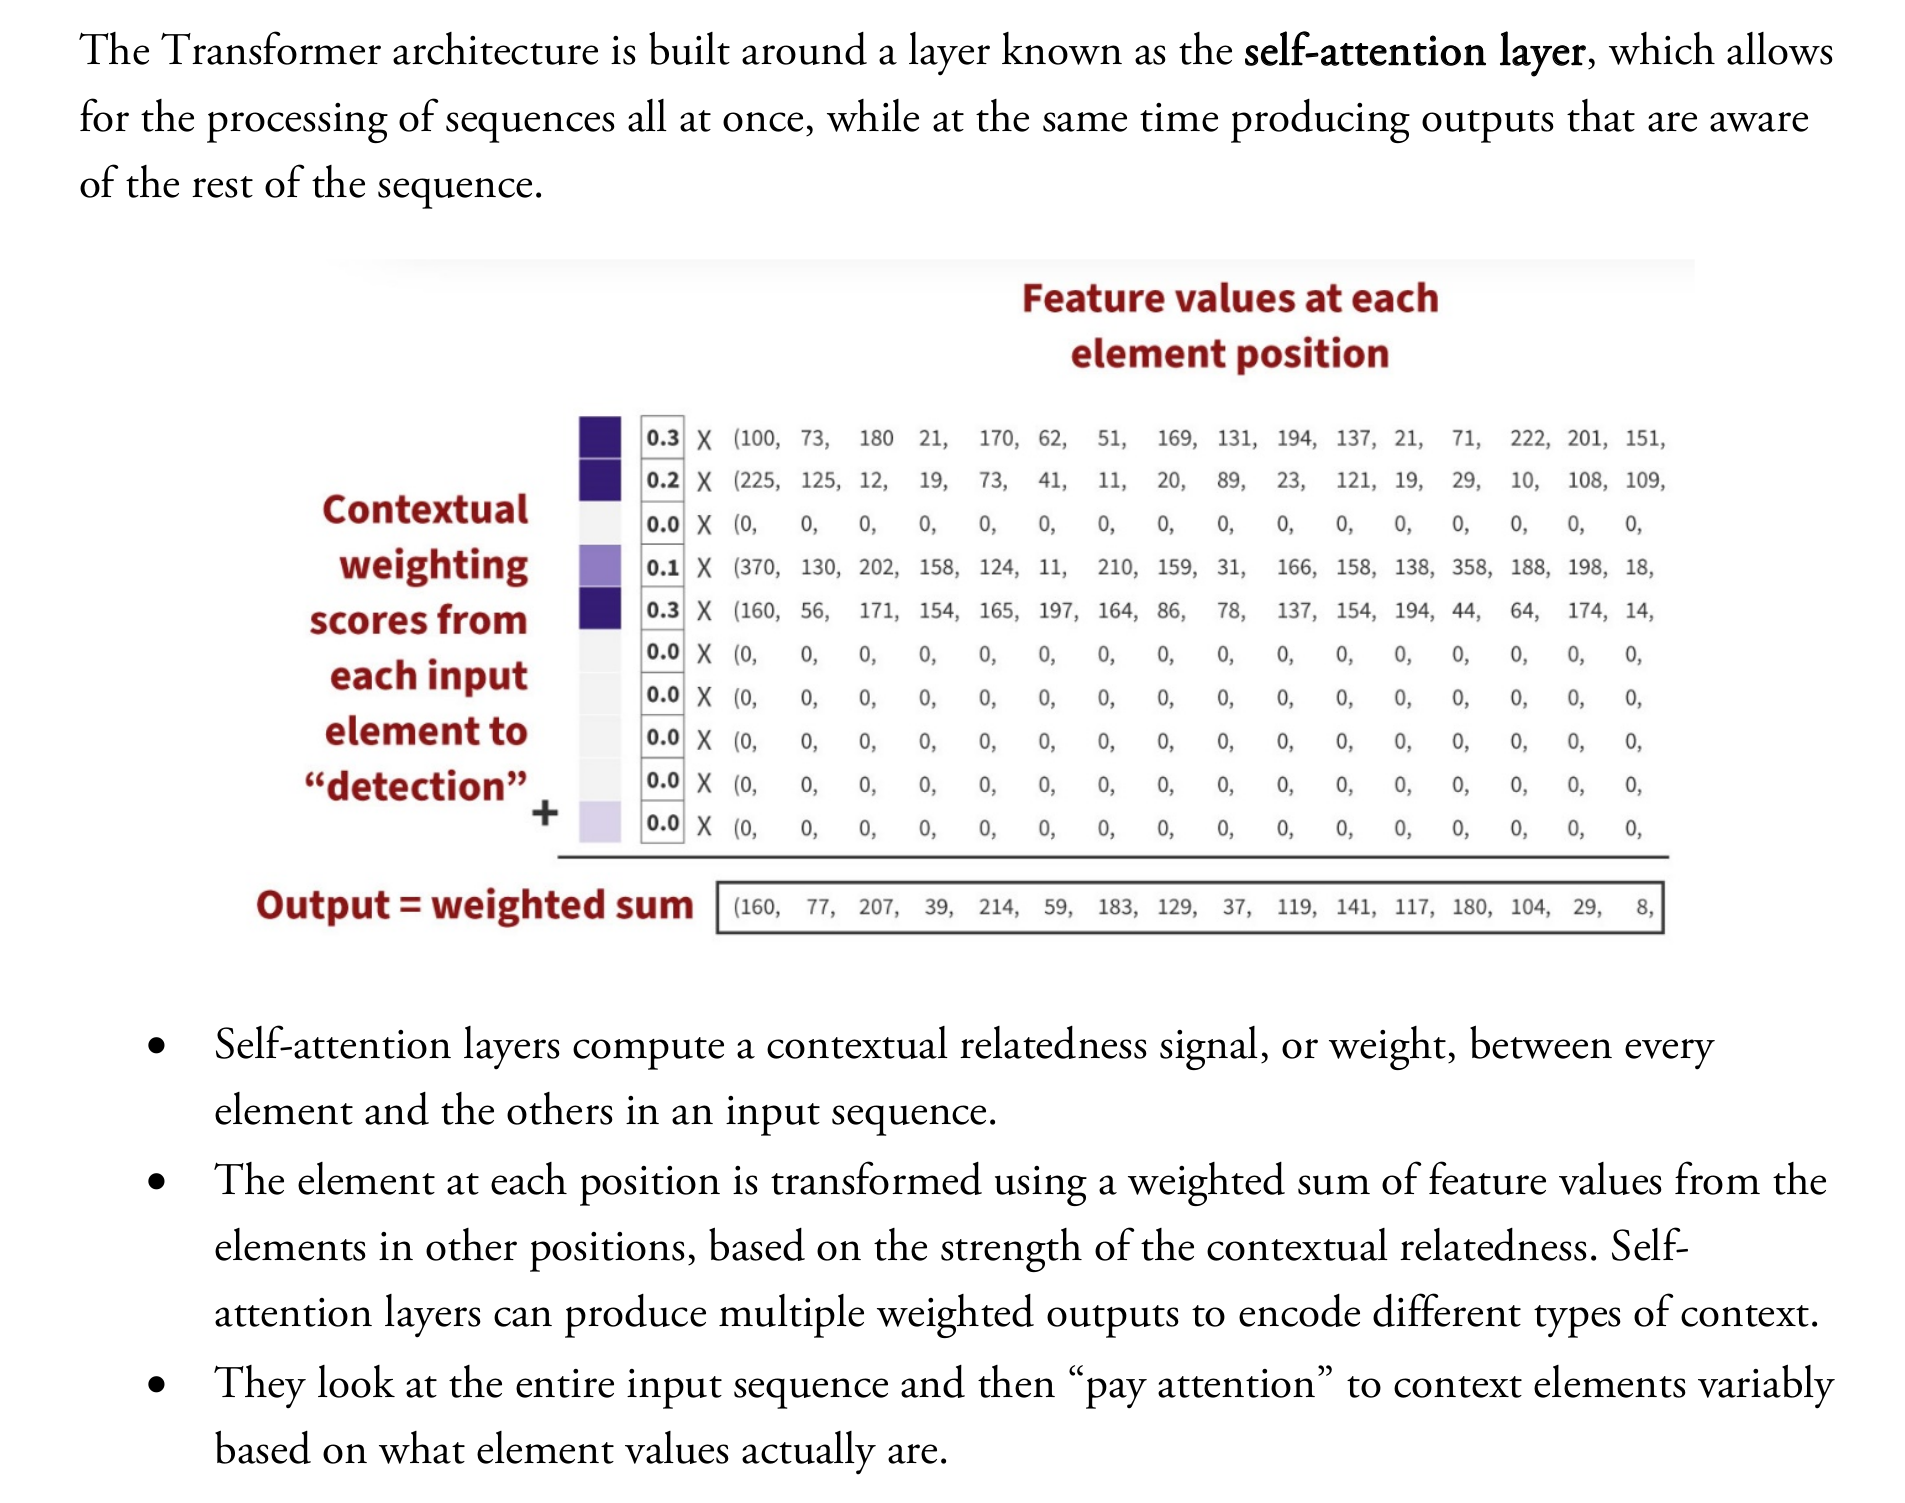 The Transformer architecture is built around a layer known as the self-attention layer, which allows
for the processing of sequences all at once, while at the same time producing outputs that are aware
of the rest of the sequence.
Feature values at each
element position
Contextual
weighting
scores from
each input
element to
“detection”
+
0.3 X (100, 73, 180 21, 170, 62, 51, 169, 131, 194, 137, 21, 71, 222, 201, 151,
0.2 X (225, 125, 12, 19, 73, 41, 11, 20, 89, 23, 121, 19, 29, 10, 108, 109,
0.0 X (0, 0, 0, 0, 0, 0, 0, 0, 0, 0, 0, 0, 0, 0, 0, 0,
0.1 X (370, 130, 202, 158, 124, 11, 210, 159, 31, 166, 158, 138, 358, 188, 198, 18,
0.3 X (160, 56, 171, 154, 165, 197, 164, 86, 78, 137, 154, 194, 44, 64, 174, 14,
0.0 X (0, 0, 0, 0, 0, 0, 0, 0, 0, 0, 0, 0, 0, 0, 0, 0,
0.0 X (0, 0, 0, 0, 0, 0, 0, 0, 0, 0, 0, 0, 0, 0, 0, 0,
0.0 X (0, 0, 0, 0, 0, 0, 0, 0, 0, 0, 0, 0, 0, 0, 0, 0,
0.0 X (0, 0, 0, 0, 0, 0, 0, 0, 0, 0, 0, 0, 0, 0, 0, 0,
0.0 X (0, 0, 0, 0, 0, 0, 0, 0, 0, 0, 0, 0, 0, 0, 0, 0,
Output = weighted sum (160, 77, 207, 39, 214, 59, 183, 129, 37, 119, 141, 117, 180, 104, 29, 8,
• Self-attention layers compute a contextual relatedness signal, or weight, between every
element and the others in an input sequence.
• The element at each position is transformed using a weighted sum of feature values from the
elements in other positions, based on the strength of the contextual relatedness. Self-
attention layers can produce multiple weighted outputs to encode different types of context.
• They look at the entire input sequence and then “pay attention” to context elements variably
based on what element values actually are.